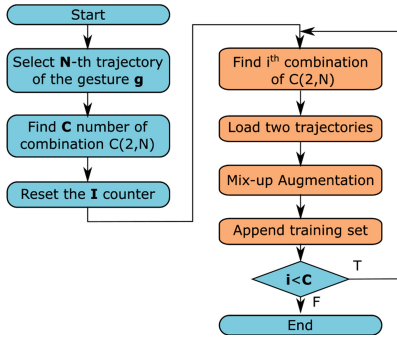 Start
Select N-th trajectory
of the gesture g
Find C number of
combination C(2,N)
Reset the I counter
Find iᵗʰ combination
of C(2,N)
Load two trajectories
Mix-up Augmentation
Append training set
i<C
T
F
End